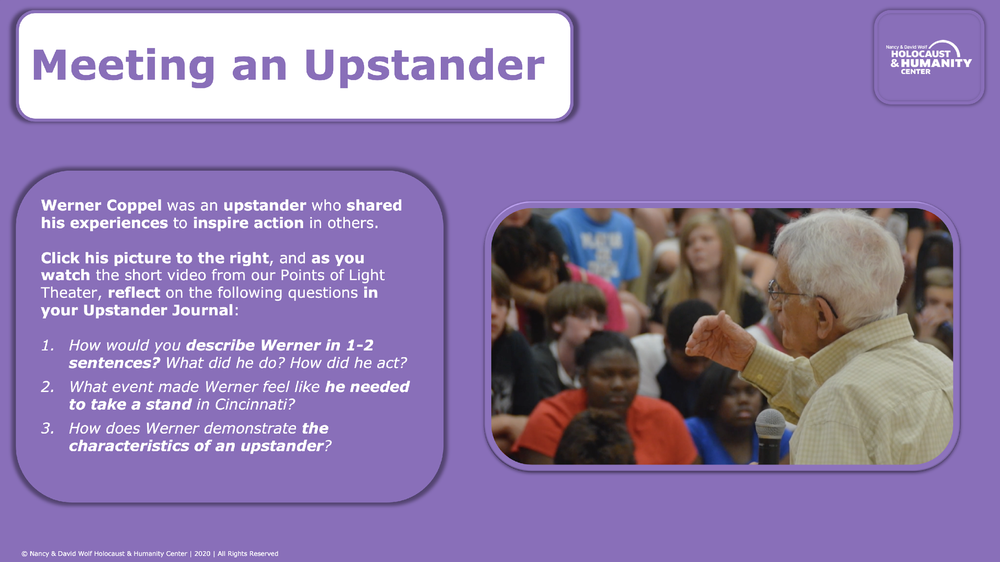 Meeting an Upstander
Nancy & David Wolf
HOLOCAUST
& HUMANITY
CENTER
Werner Coppel was an upstander who shared
his experiences to inspire action in others.
Click his picture to the right, and as you
watch the short video from our Points of Light
Theater, reflect on the following questions in
your Upstander Journal:
1. How would you describe Werner in 1-2
sentences? What did he do? How did he act?
2. What event made Werner feel like he needed
to take a stand in Cincinnati?
3. How does Werner demonstrate the
characteristics of an upstander?
© Nancy & David Wolf Holocaust & Humanity Center | 2020 | All Rights Reserved